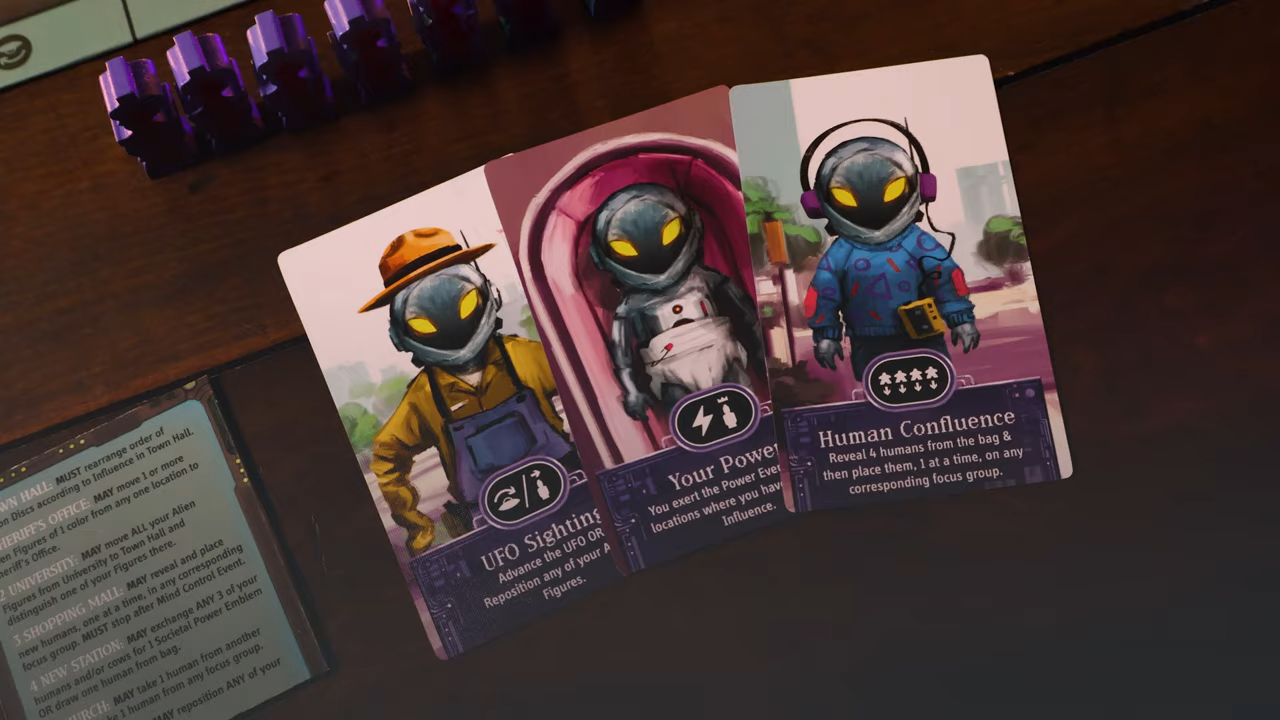 UFO Sighting
Advance the UFO OR
Reposition any of your A
Figures.
Your Powe
You exert the Power Eve
locations where you hav
Influence.
Human Confluence
Reveal 4 humans from the bag &
then place them, 1 at a time, on any
corresponding focus group.
WN HALL: MUST rearrange order of
on Discs according to Influence in Town Hall.
HERIFF'S OFFICE: MAY move 1 or more
en Figures of 1 color from any one location to
eriff's Office.
2 UNIVERSITY: MAY move ALL your Alien
Figures from University to Town Hall and
distinguish one of your Figures there.
3 SHOPPING MALL: MAY reveal and place
new humans, one at a time, in any corresponding
focus group. MUST stop after Mind Control Event.
4 NEW STATION: MAY exchange ANY 3 of your
humans and/or cows for 1 Societal Power Emblem
OR draw one human from bag.
URCH: MAY take 1 human from another
ke 1 human from any focus group.
MAY reposition ANY of your